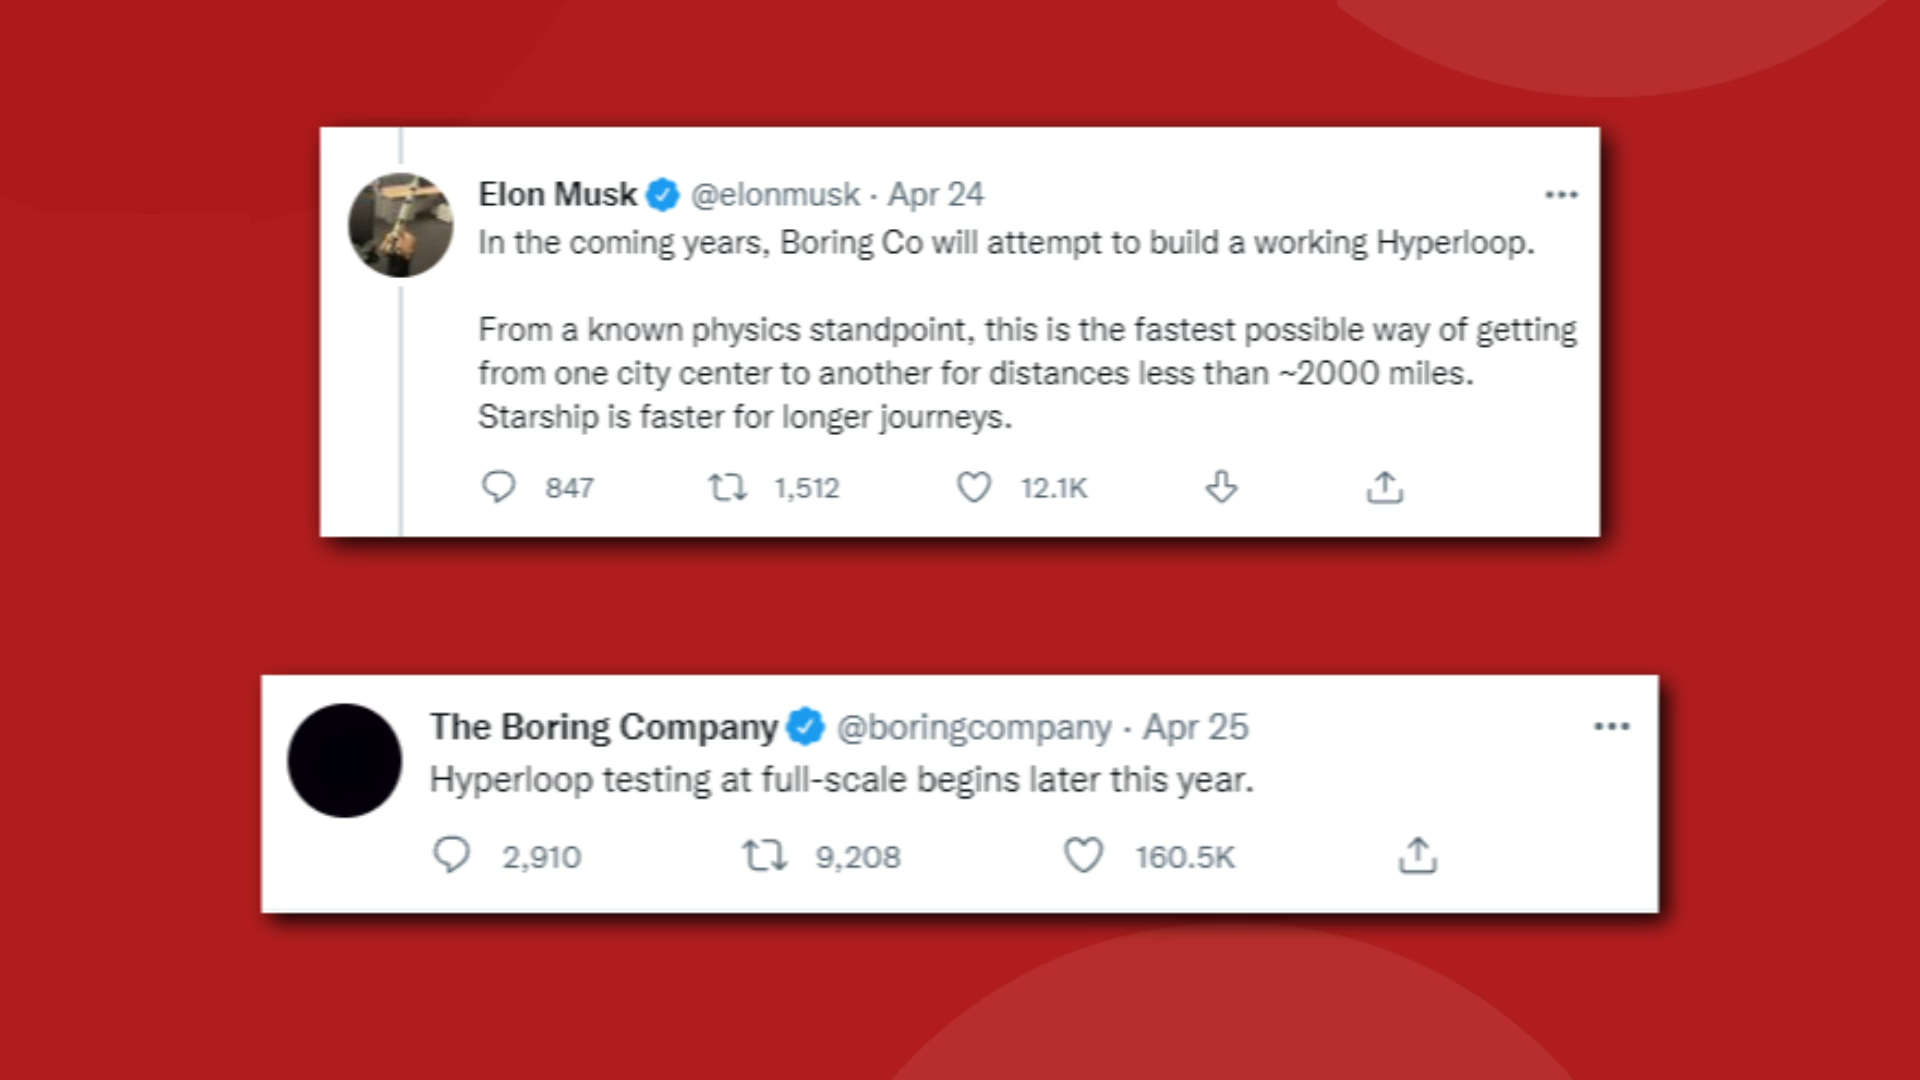 Elon Musk @elonmusk · Apr 24
In the coming years, Boring Co will attempt to build a working Hyperloop.
From a known physics standpoint, this is the fastest possible way of getting
from one city center to another for distances less than ~2000 miles.
Starship is faster for longer journeys.
847 1,512 12.1K
The Boring Company @boringcompany · Apr 25
Hyperloop testing at full-scale begins later this year.
2,910 9,208 160.5K